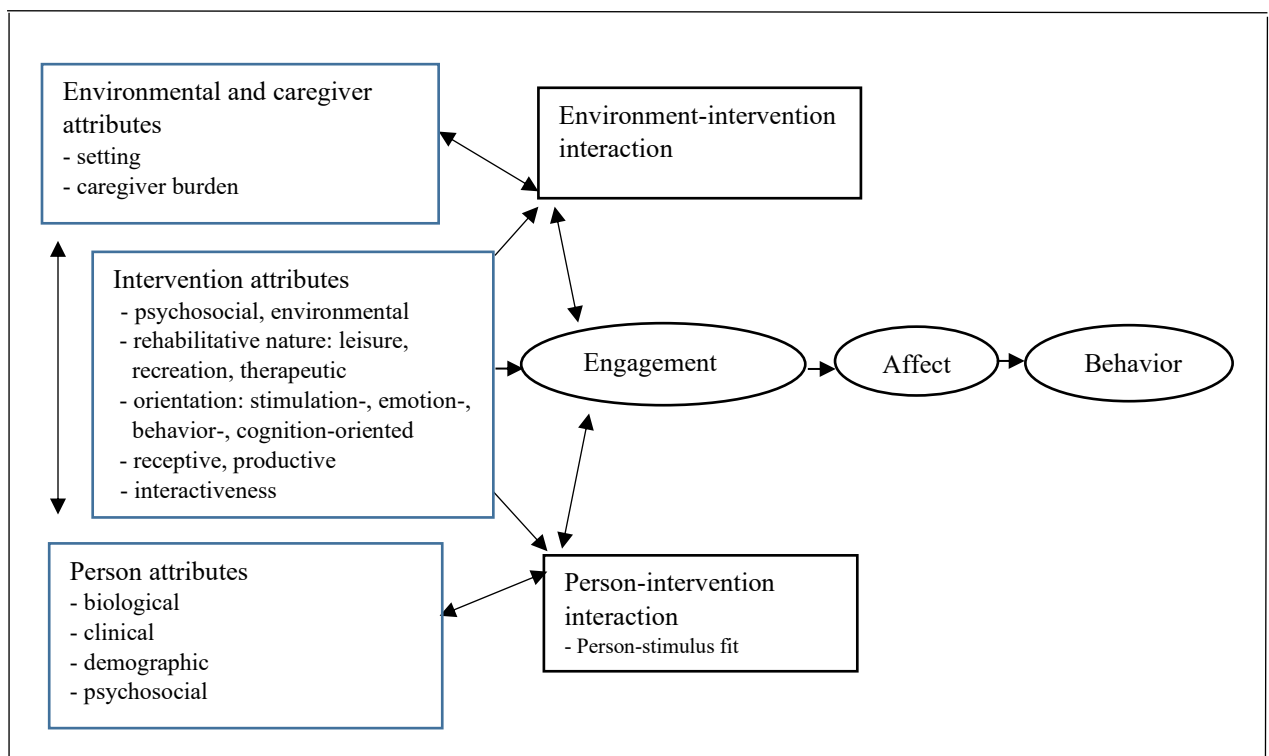 Environmental and caregiver
attributes
- setting
- caregiver burden
Environment-intervention
interaction
Intervention attributes
- psychosocial, environmental
- rehabilitative nature: leisure,
recreation, therapeutic
- orientation: stimulation-, emotion-,
behavior-, cognition-oriented
- receptive, productive
- interactiveness
Engagement
Affect
Behavior
Person attributes
- biological
- clinical
- demographic
- psychosocial
Person-intervention
interaction
- Person-stimulus fit